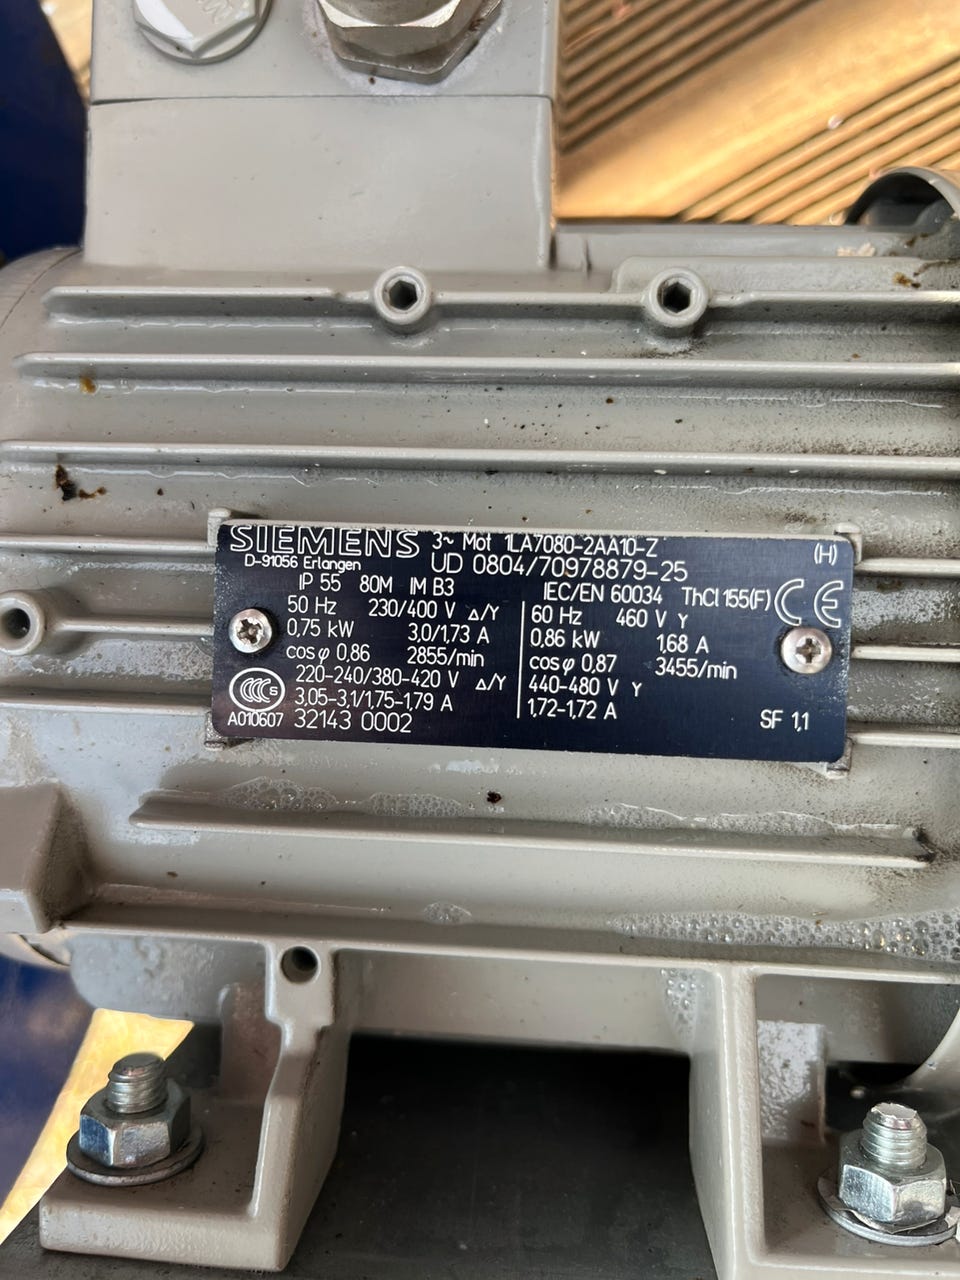 SIEMENS 3~ Mot 1LA7080-2AA10-Z (H)
D-91056 Erlangen UD 0804/70978879-25
IP 55 80M IM B3 IEC/EN 60034 ThCl 155(F) CE
50 Hz 230/400 V Δ/Y
0,75 kW 3,0/1,73 A
cos φ 0,86 2855/min
220-240/380-420 V Δ/Y
3,05-3,1/1,75-1,79 A
60 Hz 460 V Y
0,86 kW 1,68 A
cos φ 0,87 3455/min
440-480 V Y
1,72-1,72 A
CCC S
A010607 32143 0002
SF 1,1